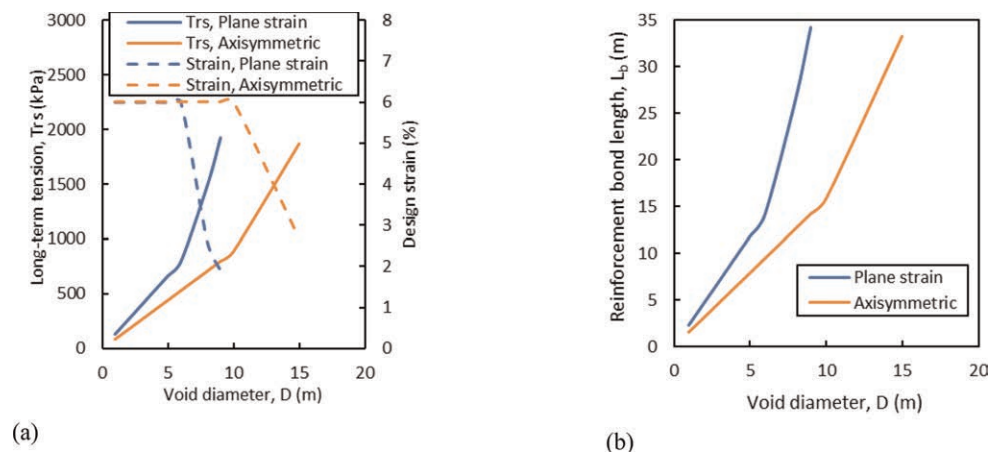 3000
2500
2000
1500
1000
500
0
Long-term tension, Trs (kPa)
Trs, Plane strain
Trs, Axisymmetric
Strain, Plane strain
Strain, Axisymmetric
8
7
6
5
4
3
2
1
0
Design strain (%)
0 5 10 15 20
Void diameter, D (m)
(a)
35
30
25
20
15
10
5
0
Reinforcement bond length, Lb (m)
Plane strain
Axisymmetric
0 5 10 15 20
Void diameter, D (m)
(b)